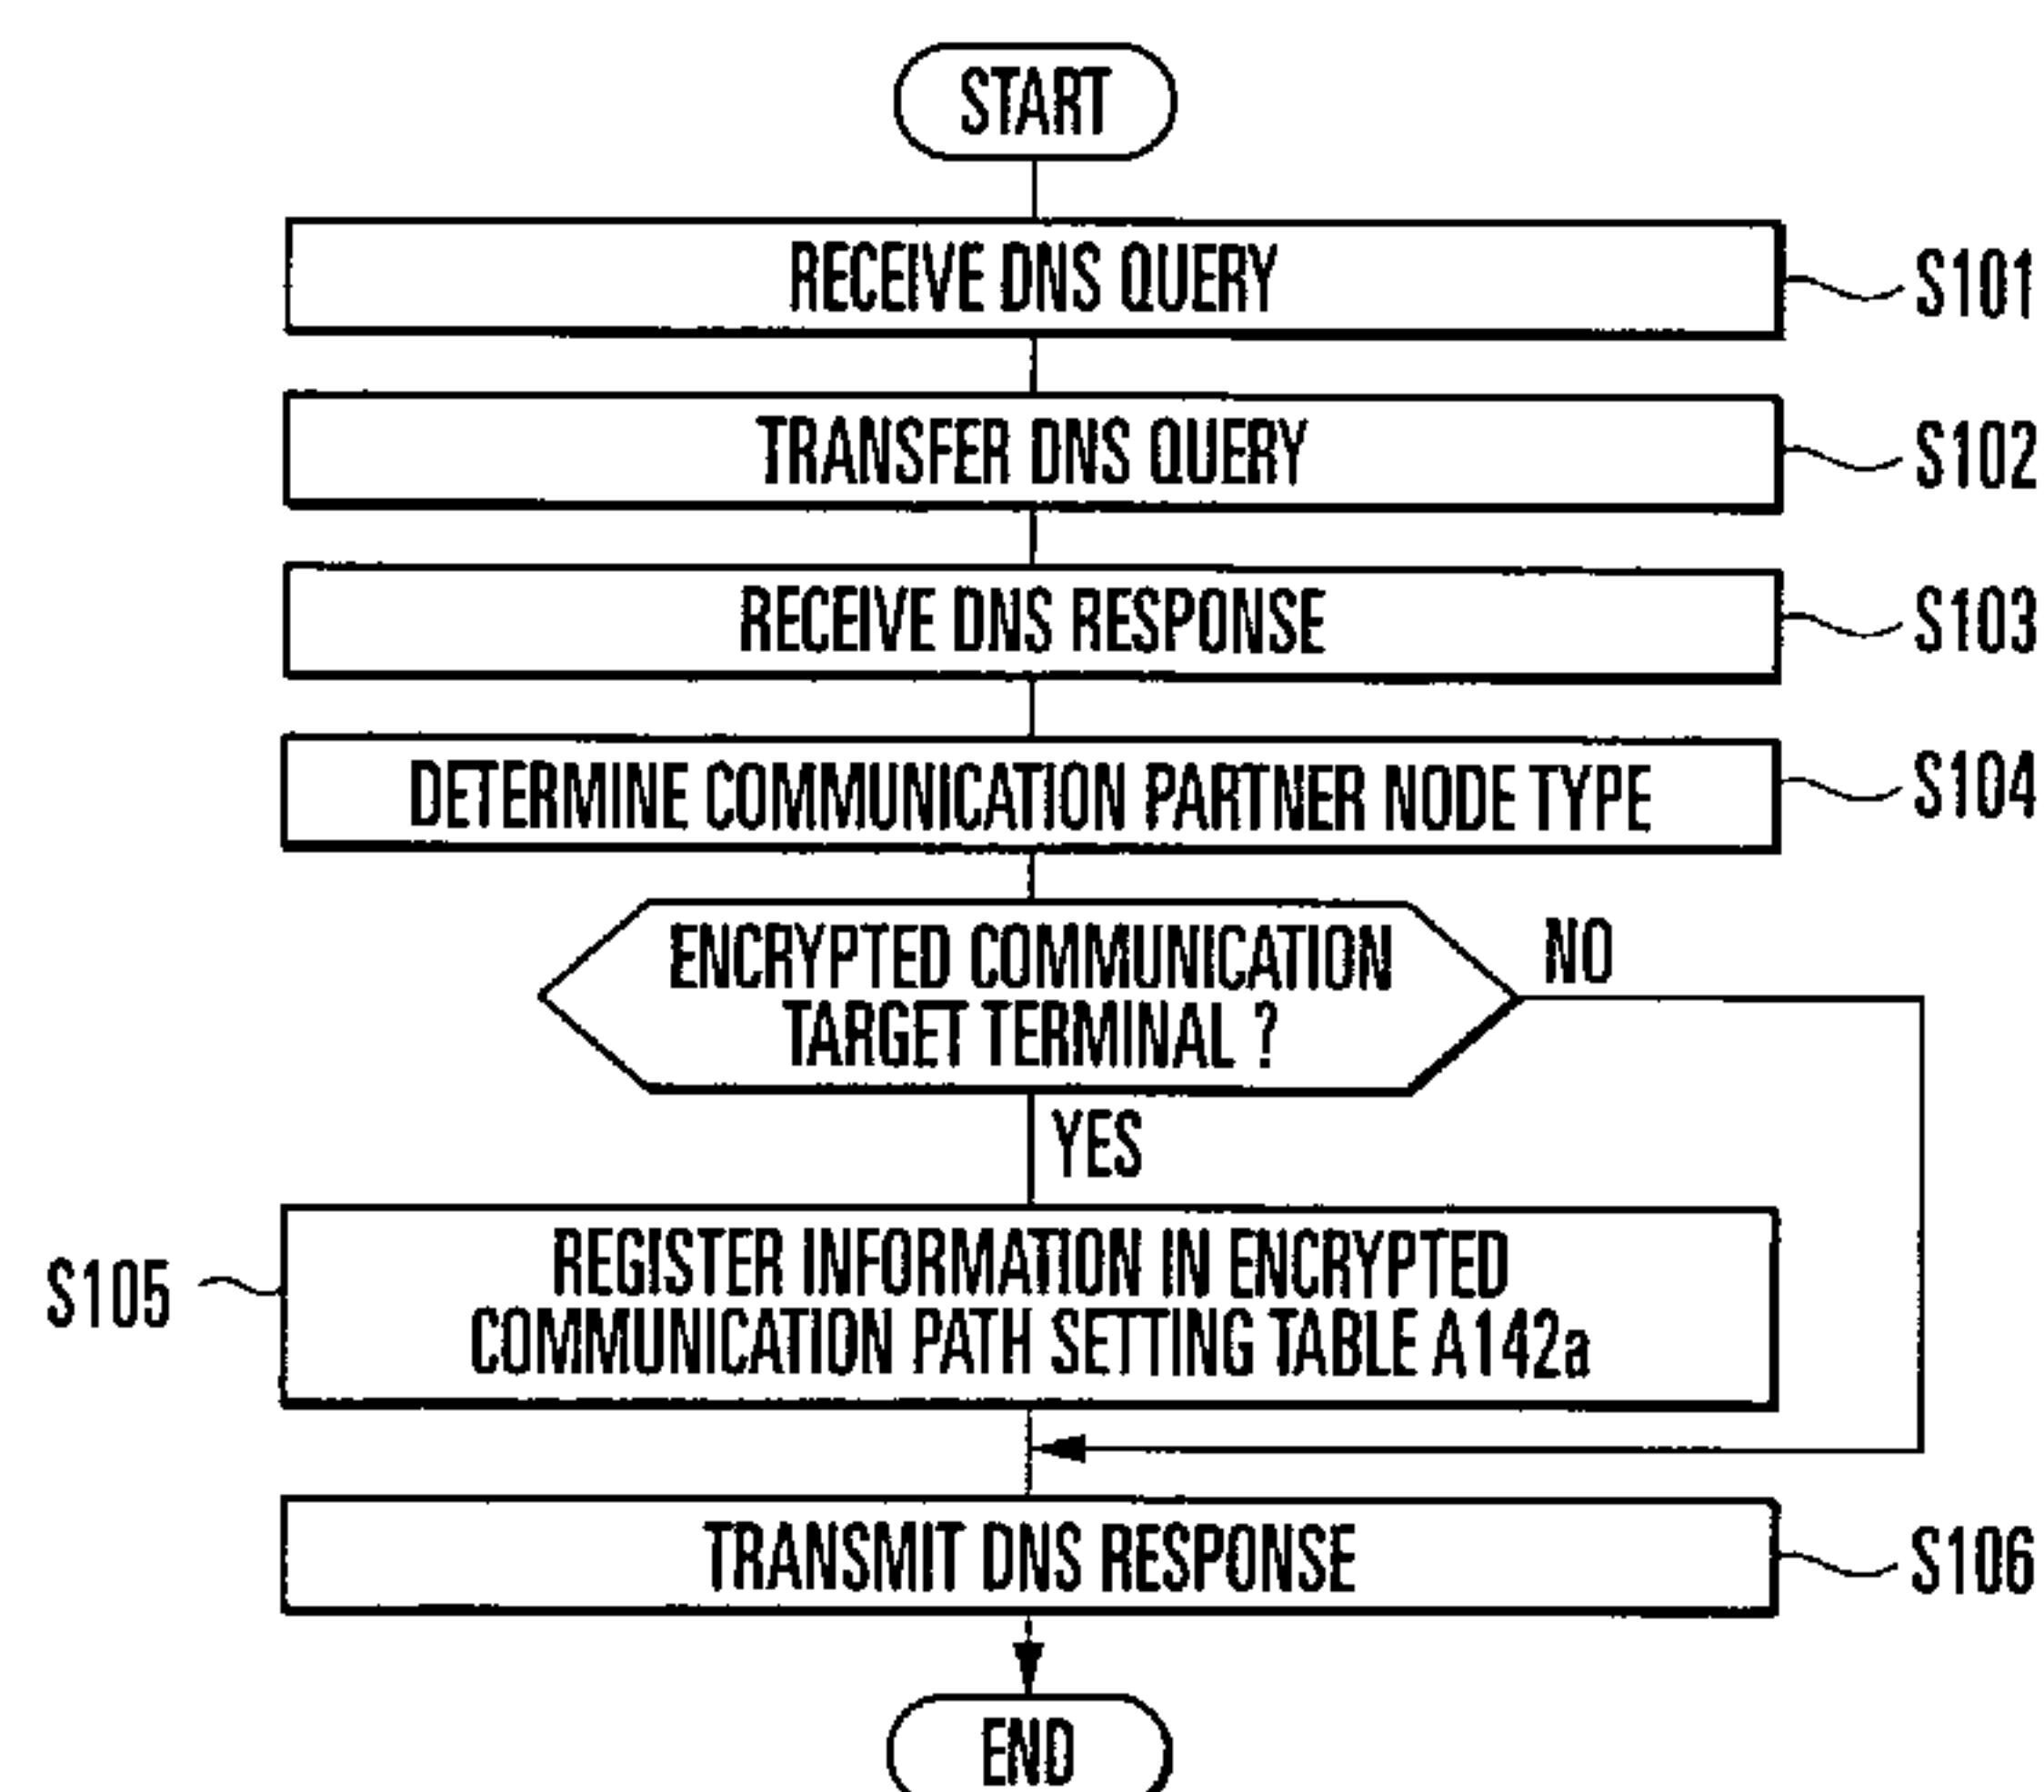 START
RECEIVE DNS QUERY
S101
TRANSFER DNS QUERY
S102
RECEIVE DNS RESPONSE
S103
DETERMINE COMMUNICATION PARTNER NODE TYPE
S104
ENCRYPTED COMMUNICATION
TARGET TERMINAL ?
NO
YES
S105
REGISTER INFORMATION IN ENCRYPTED
COMMUNICATION PATH SETTING TABLE A142a
TRANSMIT DNS RESPONSE
S106
END